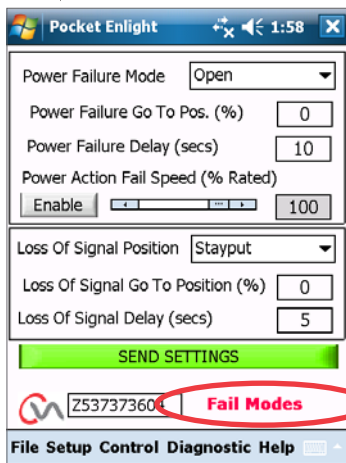 Pocket Enlight 1:58
Power Failure Mode Open
Power Failure Go To Pos. (%) 0
Power Failure Delay (secs) 10
Power Action Fail Speed (% Rated)
Enable 100
Loss Of Signal Position Stayput
Loss Of Signal Go To Position (%) 0
Loss Of Signal Delay (secs) 5
SEND SETTINGS
Z537373604 Fail Modes
File Setup Control Diagnostic Help